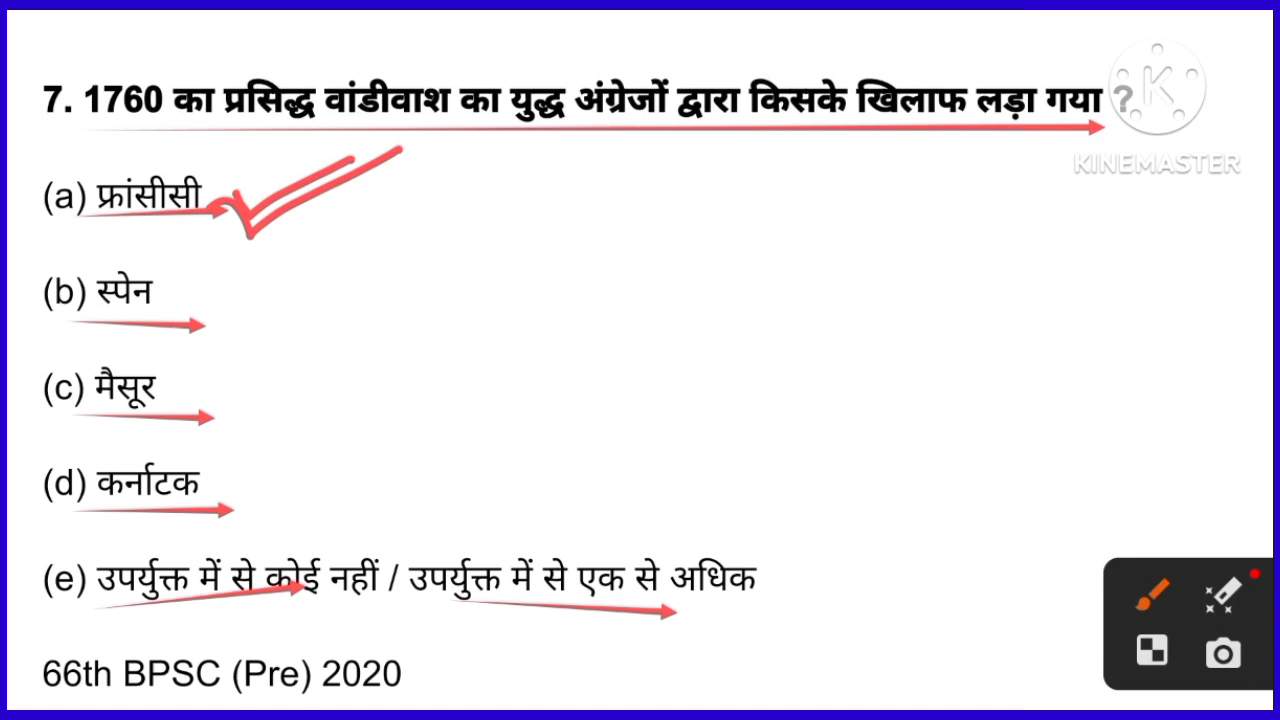 7. 1760 का प्रसिद्ध वांडीवाश का युद्ध अंग्रेजों द्वारा किसके खिलाफ लड़ा गया ?
KINEMASTER
(a) फ्रांसीसी
(b) स्पेन
(c) मैसूर
(d) कर्नाटक
(e) उपर्युक्त में से कोई नहीं / उपर्युक्त में से एक से अधिक
66th BPSC (Pre) 2020